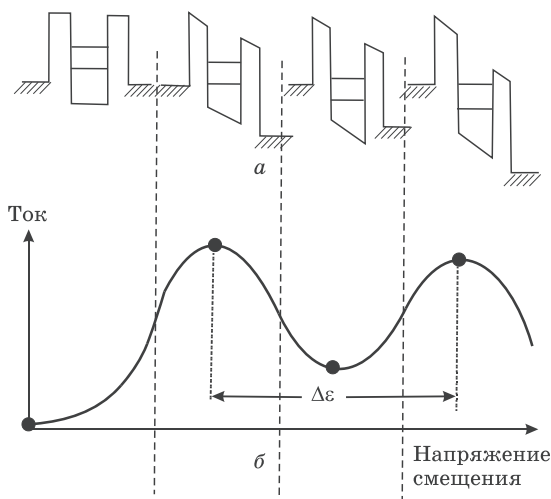 а
Ток
Δε
Напряжение
смещения
б